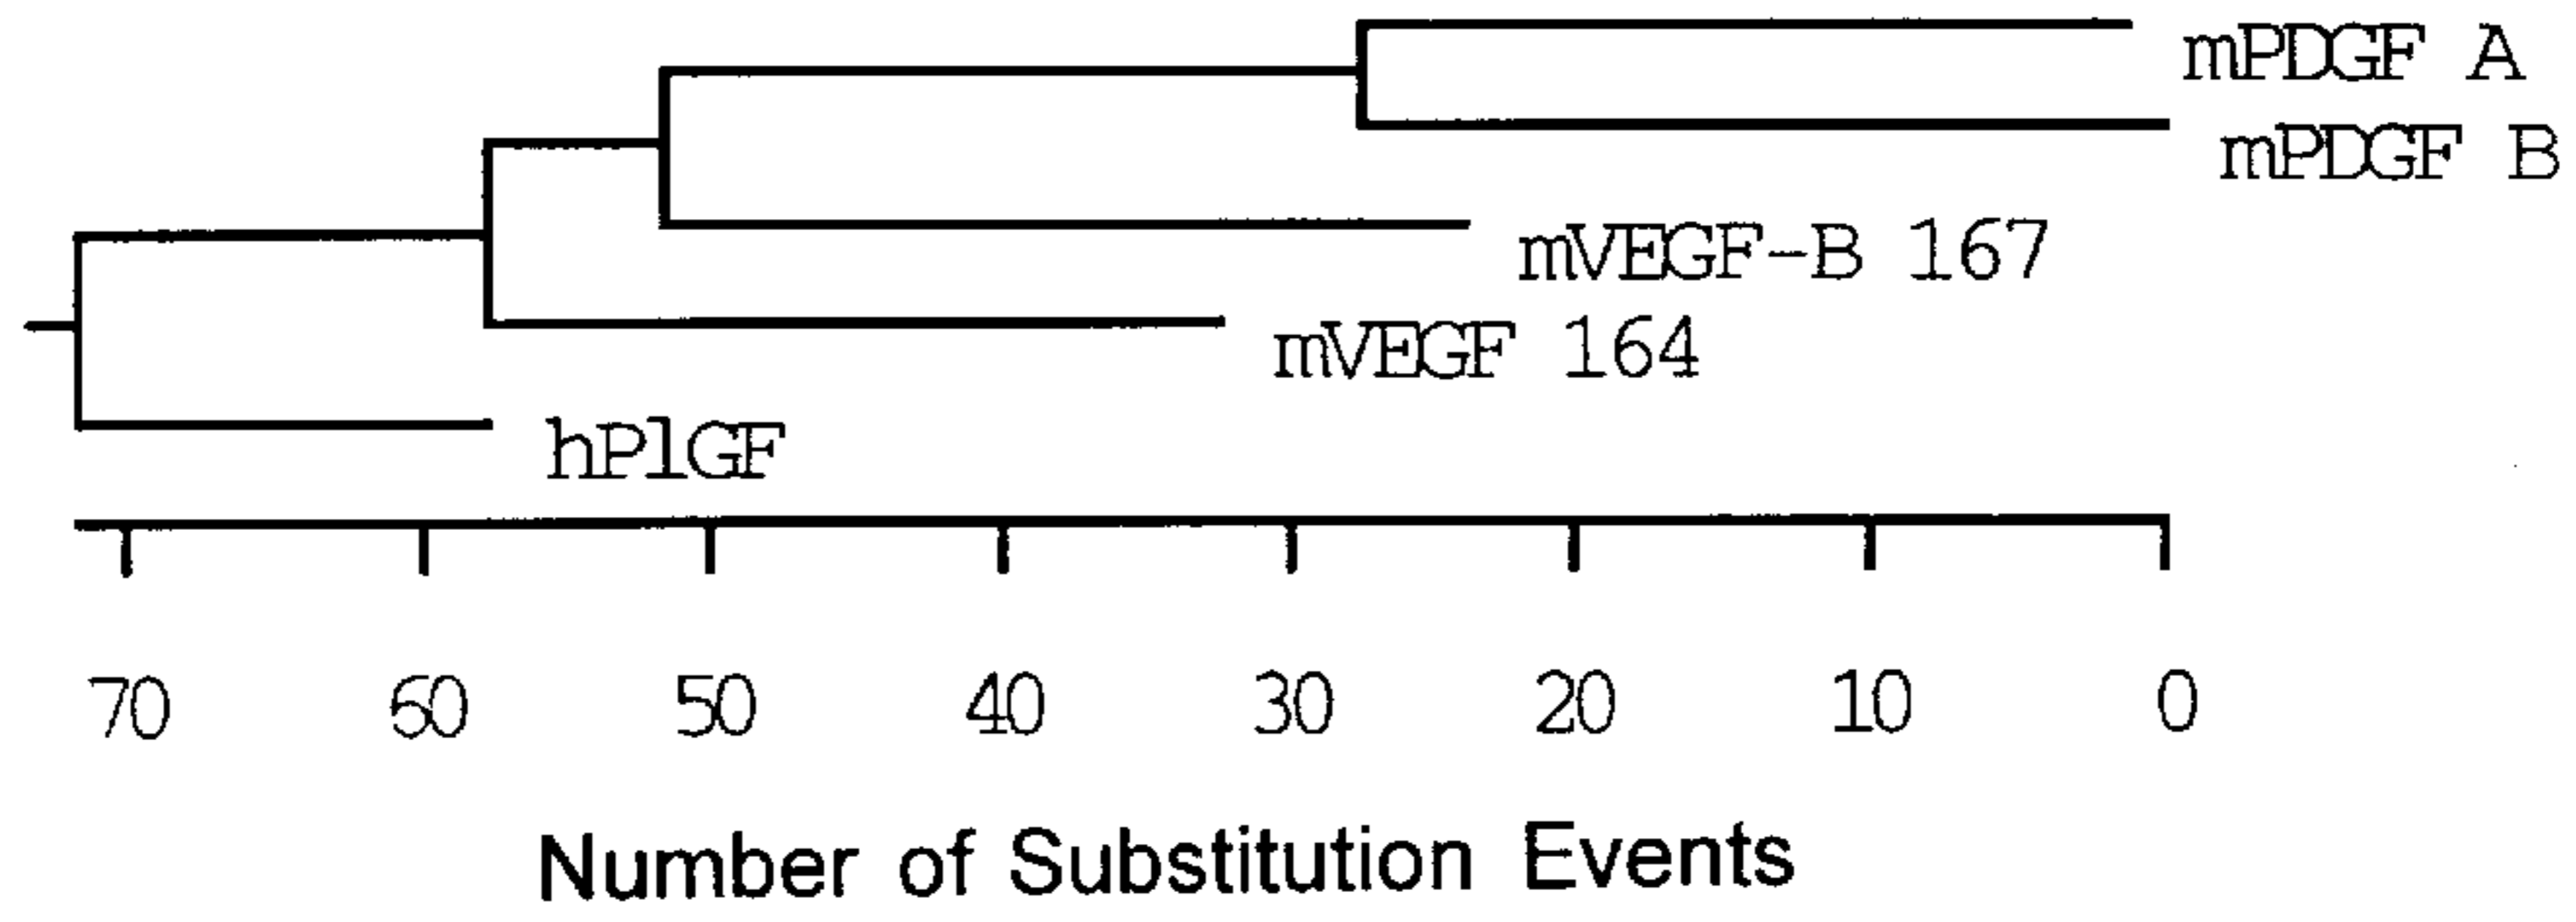 mPDGF A
mPDGF B
mVEGF-B 167
mVEGF 164
hPlGF
70 60 50 40 30 20 10 0
Number of Substitution Events